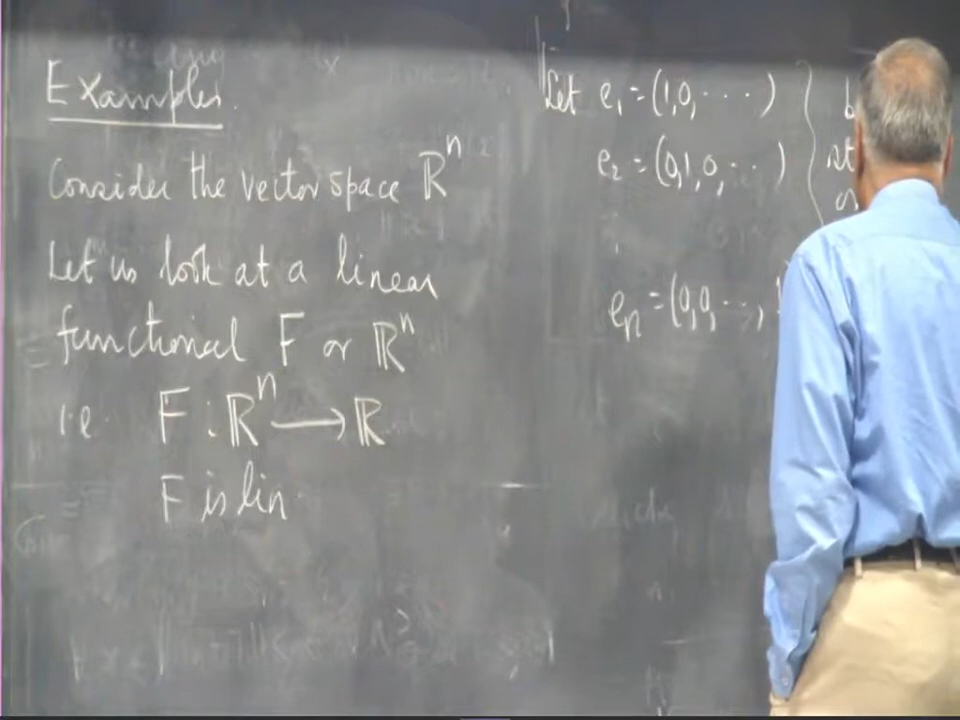 Examples.
Consider the vector space ℝⁿ
Let us look at a linear
functional F on ℝⁿ
i.e. F : ℝⁿ ⟶ ℝ
F is lin.
Let e₁ = (1,0, ⋯ )
e₂ = (0,1,0, ⋯ )
eₙ = (0,0, ⋯,